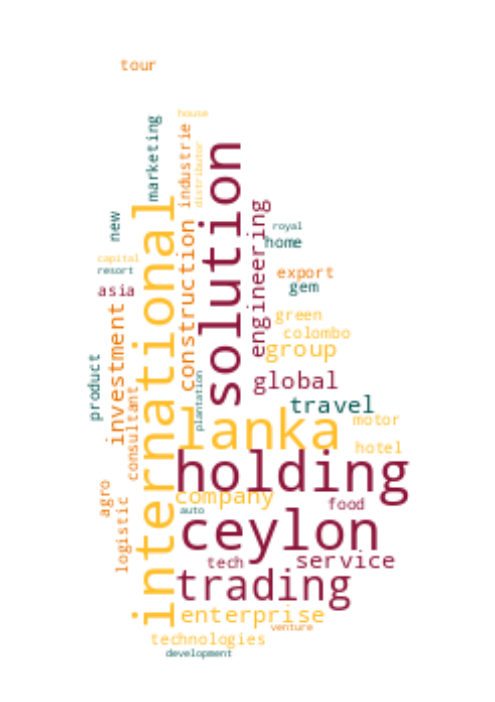 tour
house
marketing
industrie
distributor
solution
international
engineering
new
royal
home
construction
capital
resort
export
gem
asia
investment
green
colombo
group
product
global
plantation
consultant
travel
lanka
motor
hotel
holding
agro
company
logistic
food
auto
ceylon
tech
service
trading
enterprise
venture
technologies
development